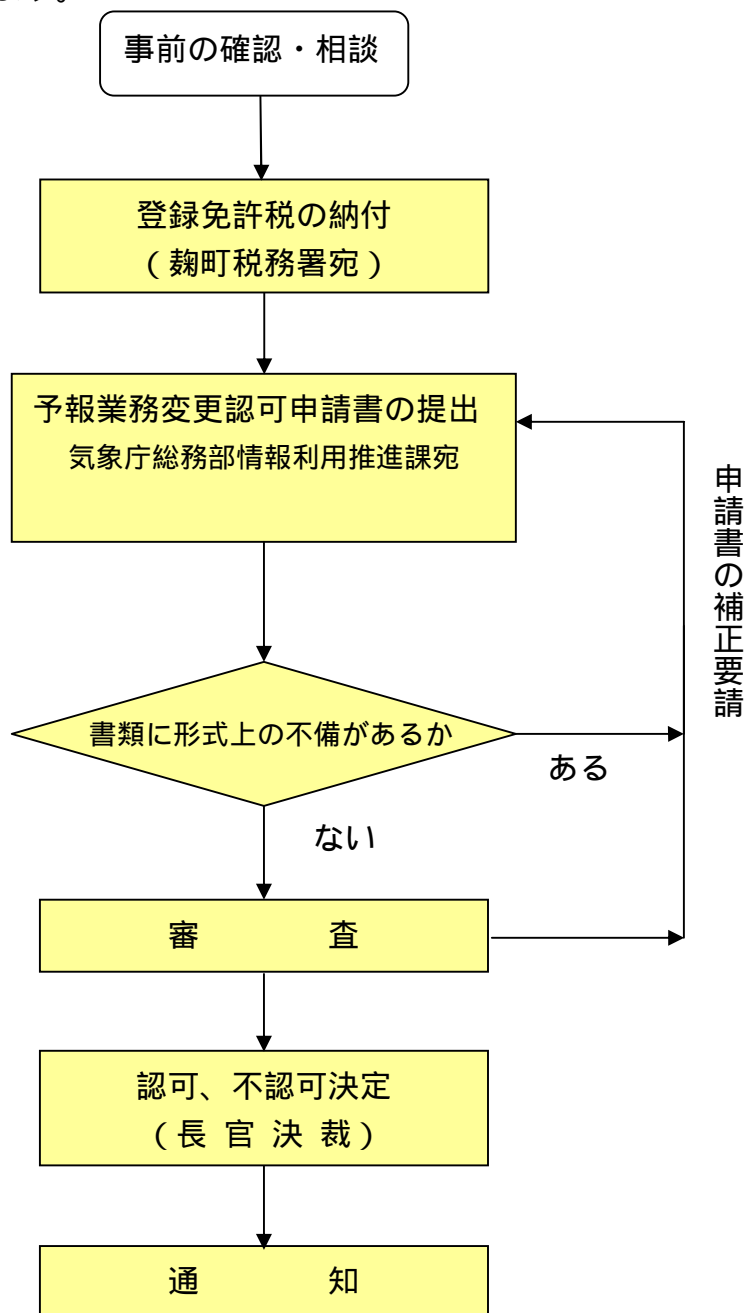 す。
事前の確認・相談
登録免許税の納付
(麹町税務署宛)
予報業務変更認可申請書の提出
気象庁総務部情報利用推進課宛
申請書の補正要請
書類に形式上の不備があるか
ある
ない
審 査
認可、不認可決定
(長 官 決 裁)
通 知